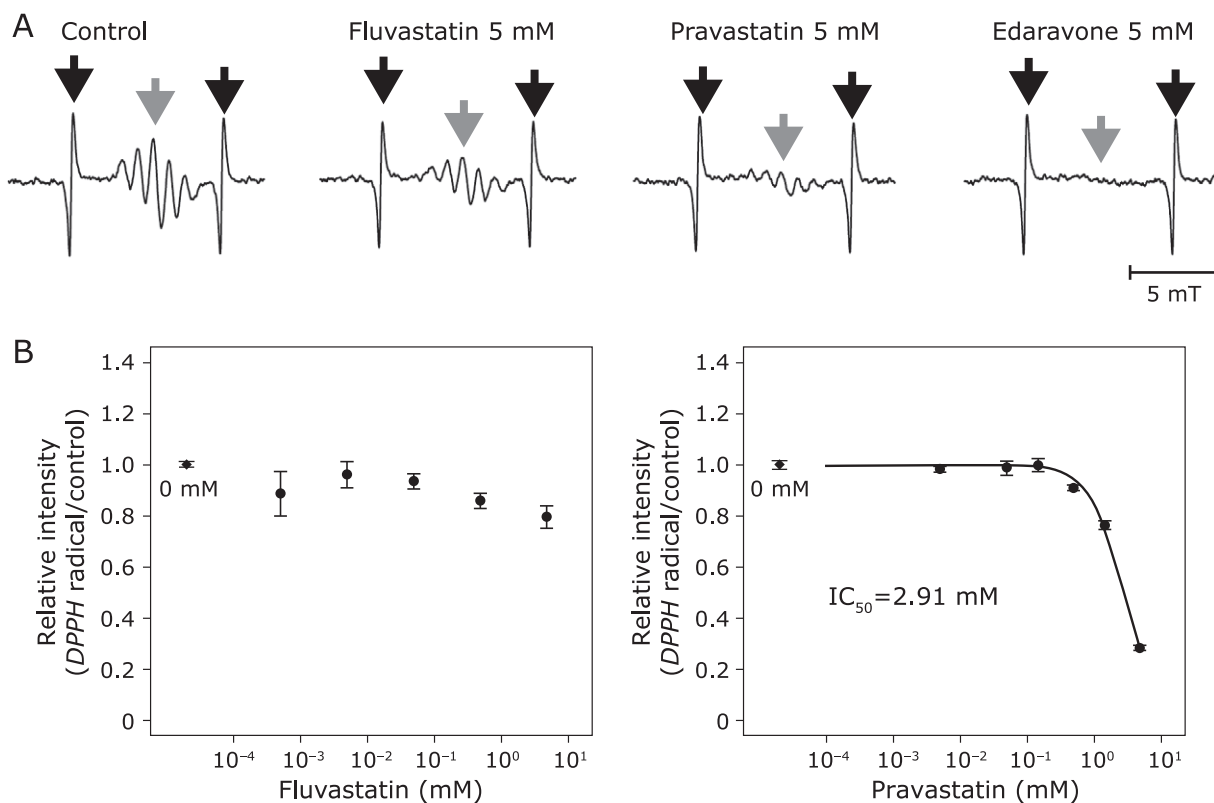 A
Control
Fluvastatin 5 mM
Pravastatin 5 mM
Edaravone 5 mM
5 mT
B
Relative intensity
(DPPH radical/control)
1.4
1.2
1.0
0.8
0.6
0.4
0.2
0
0 mM
10⁻⁴
10⁻³
10⁻²
10⁻¹
10⁰
10¹
Fluvastatin (mM)
Relative intensity
(DPPH radical/control)
1.4
1.2
1.0
0.8
0.6
0.4
0.2
0
0 mM
IC₅₀=2.91 mM
10⁻⁴
10⁻³
10⁻²
10⁻¹
10⁰
10¹
Pravastatin (mM)